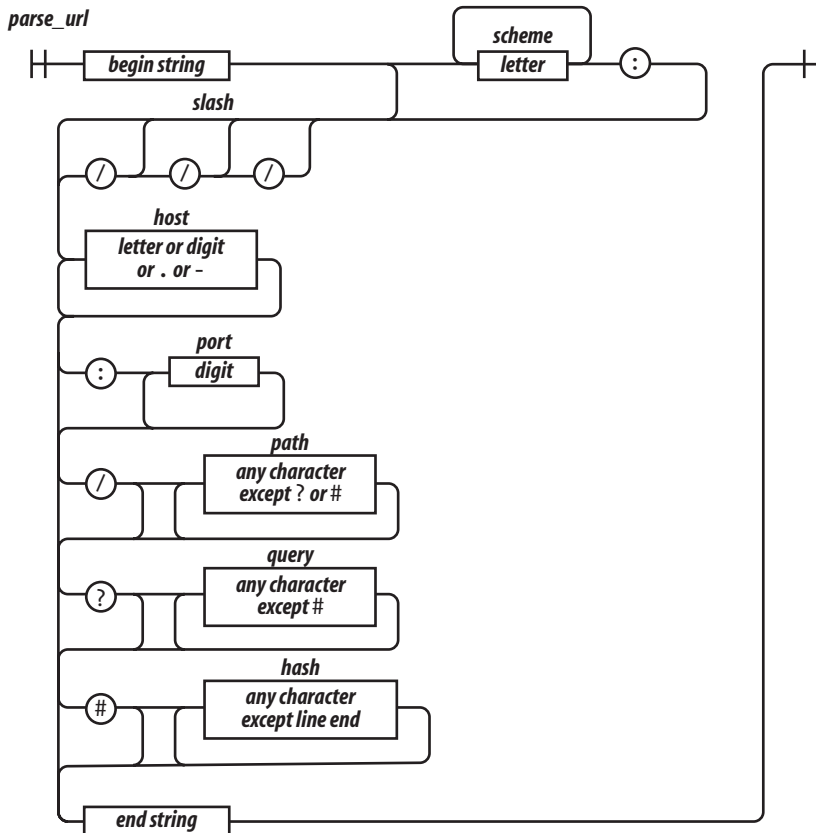 parse_url
scheme
begin string
letter
:
slash
/ / /
host
letter or digit
or . or -
port
: digit
path
/ any character
except ? or #
query
? any character
except #
hash
# any character
except line end
end string